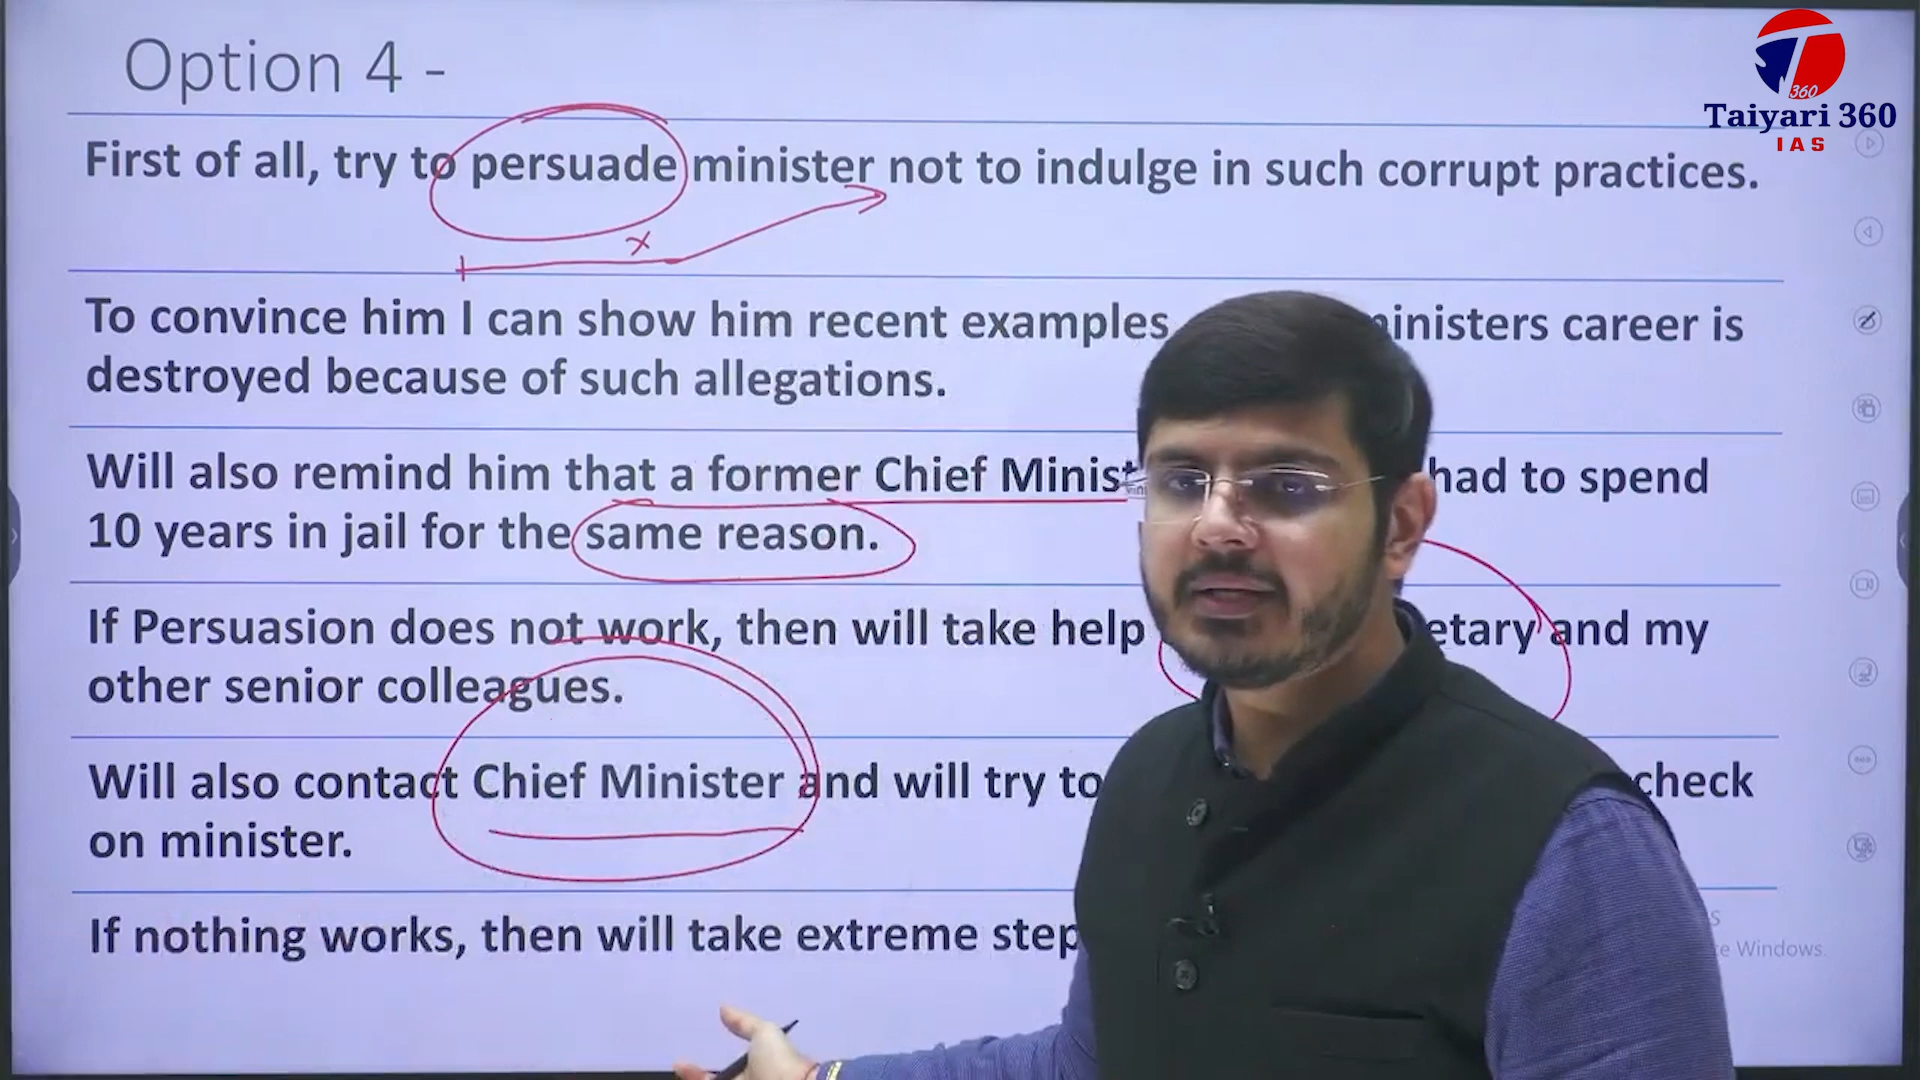 Option 4 -
360
Taiyari 360
IAS
First of all, try to persuade minister not to indulge in such corrupt practices.
To convince him I can show him recent examples ministers career is
destroyed because of such allegations.
Will also remind him that a former Chief had to spend
10 years in jail for the same reason.
If Persuasion does not work, then will take help and my
other senior colleagues.
Will also contact Chief Minister and will try to check
on minister.
If nothing works, then will take extreme
Windows.